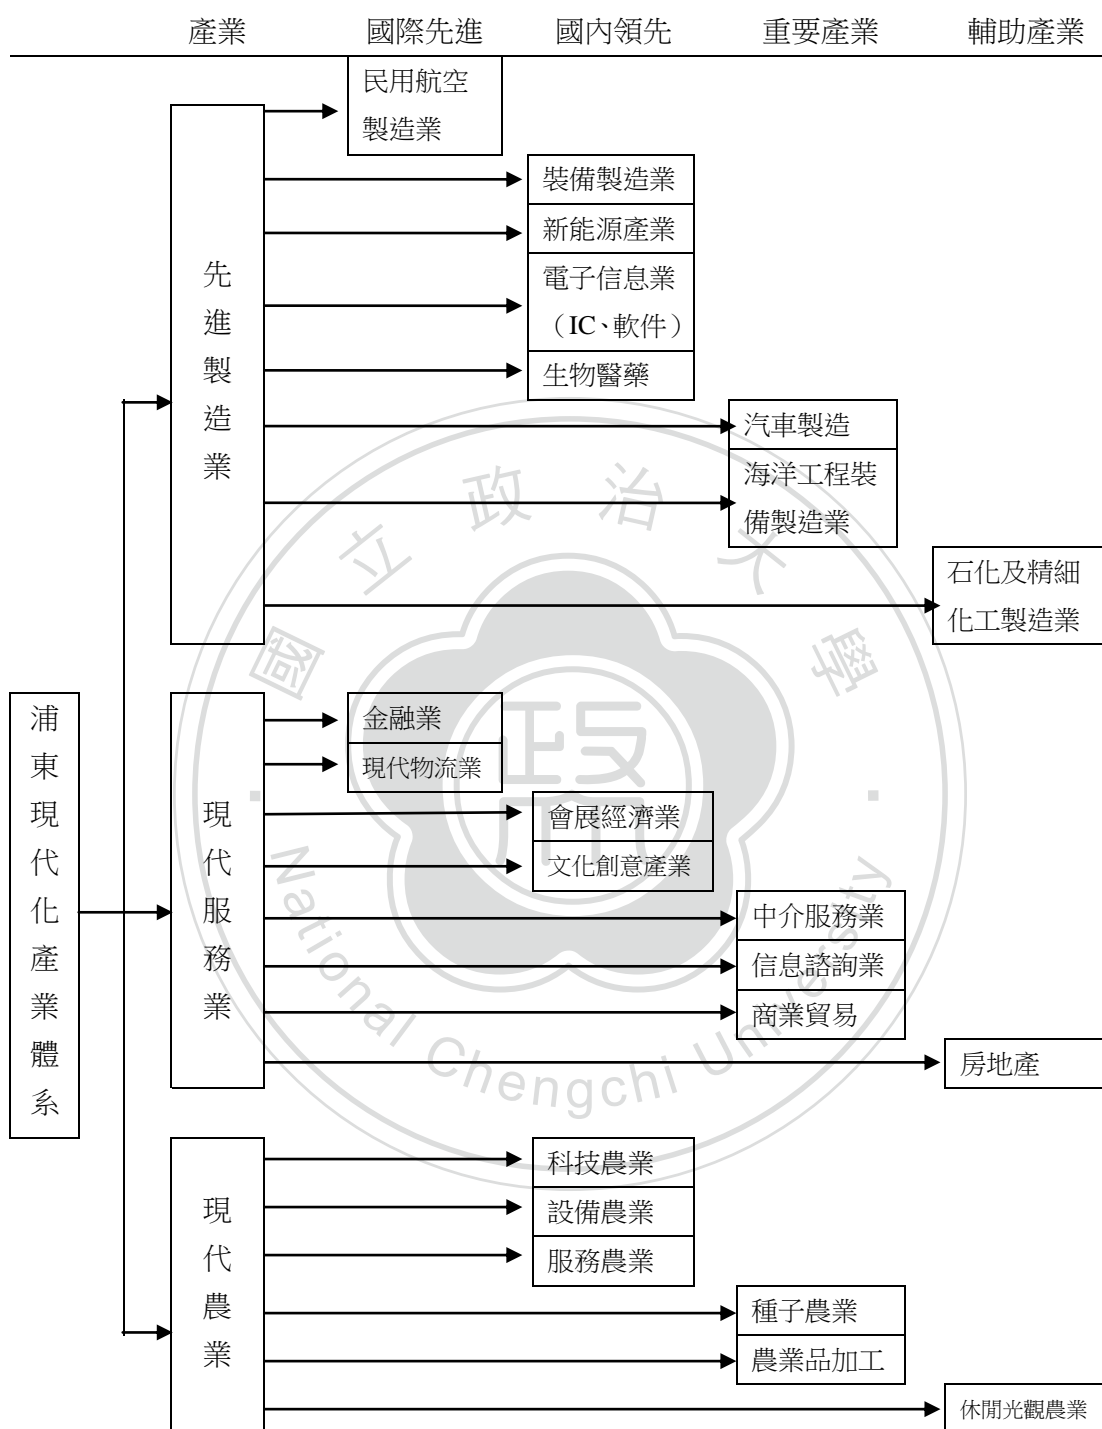 產業 國際先進 國內領先 重要產業 輔助產業
浦東現代化產業體系
先進製造業
民用航空
製造業
裝備製造業
新能源產業
電子信息業
（IC、軟件）
生物醫藥
汽車製造
海洋工程裝
備製造業
石化及精細
化工製造業
現代服務業
金融業
現代物流業
會展經濟業
文化創意產業
中介服務業
信息諮詢業
商業貿易
房地產
現代農業
科技農業
設備農業
服務農業
種子農業
農業品加工
休閒光觀農業
國立政治大學
政
National Chengchi University